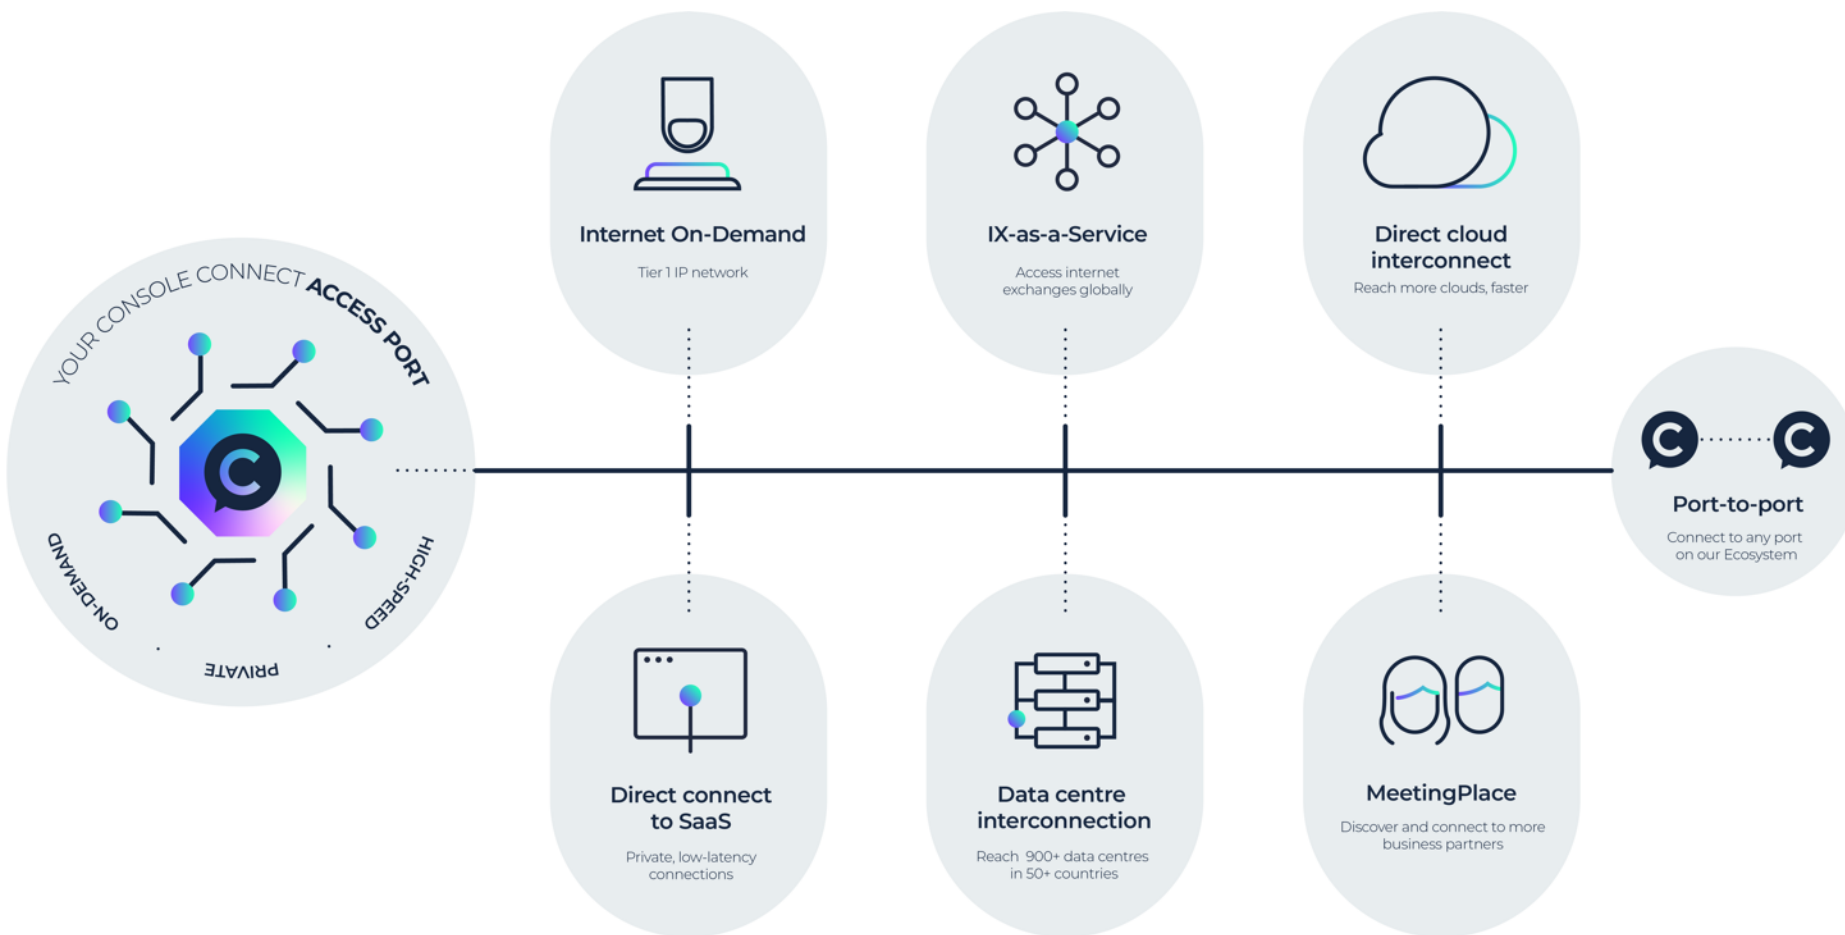 YOUR CONSOLE CONNECT ACCESS PORT
ON-DEMAND · PRIVATE · HIGH-SPEED
Internet On-Demand
Tier 1 IP network
IX-as-a-Service
Access internet
exchanges globally
Direct cloud
interconnect
Reach more clouds, faster
Port-to-port
Connect to any port
on our Ecosystem
Direct connect
to SaaS
Private, low-latency
connections
Data centre
interconnection
Reach 900+ data centres
in 50+ countries
MeetingPlace
Discover and connect to more
business partners